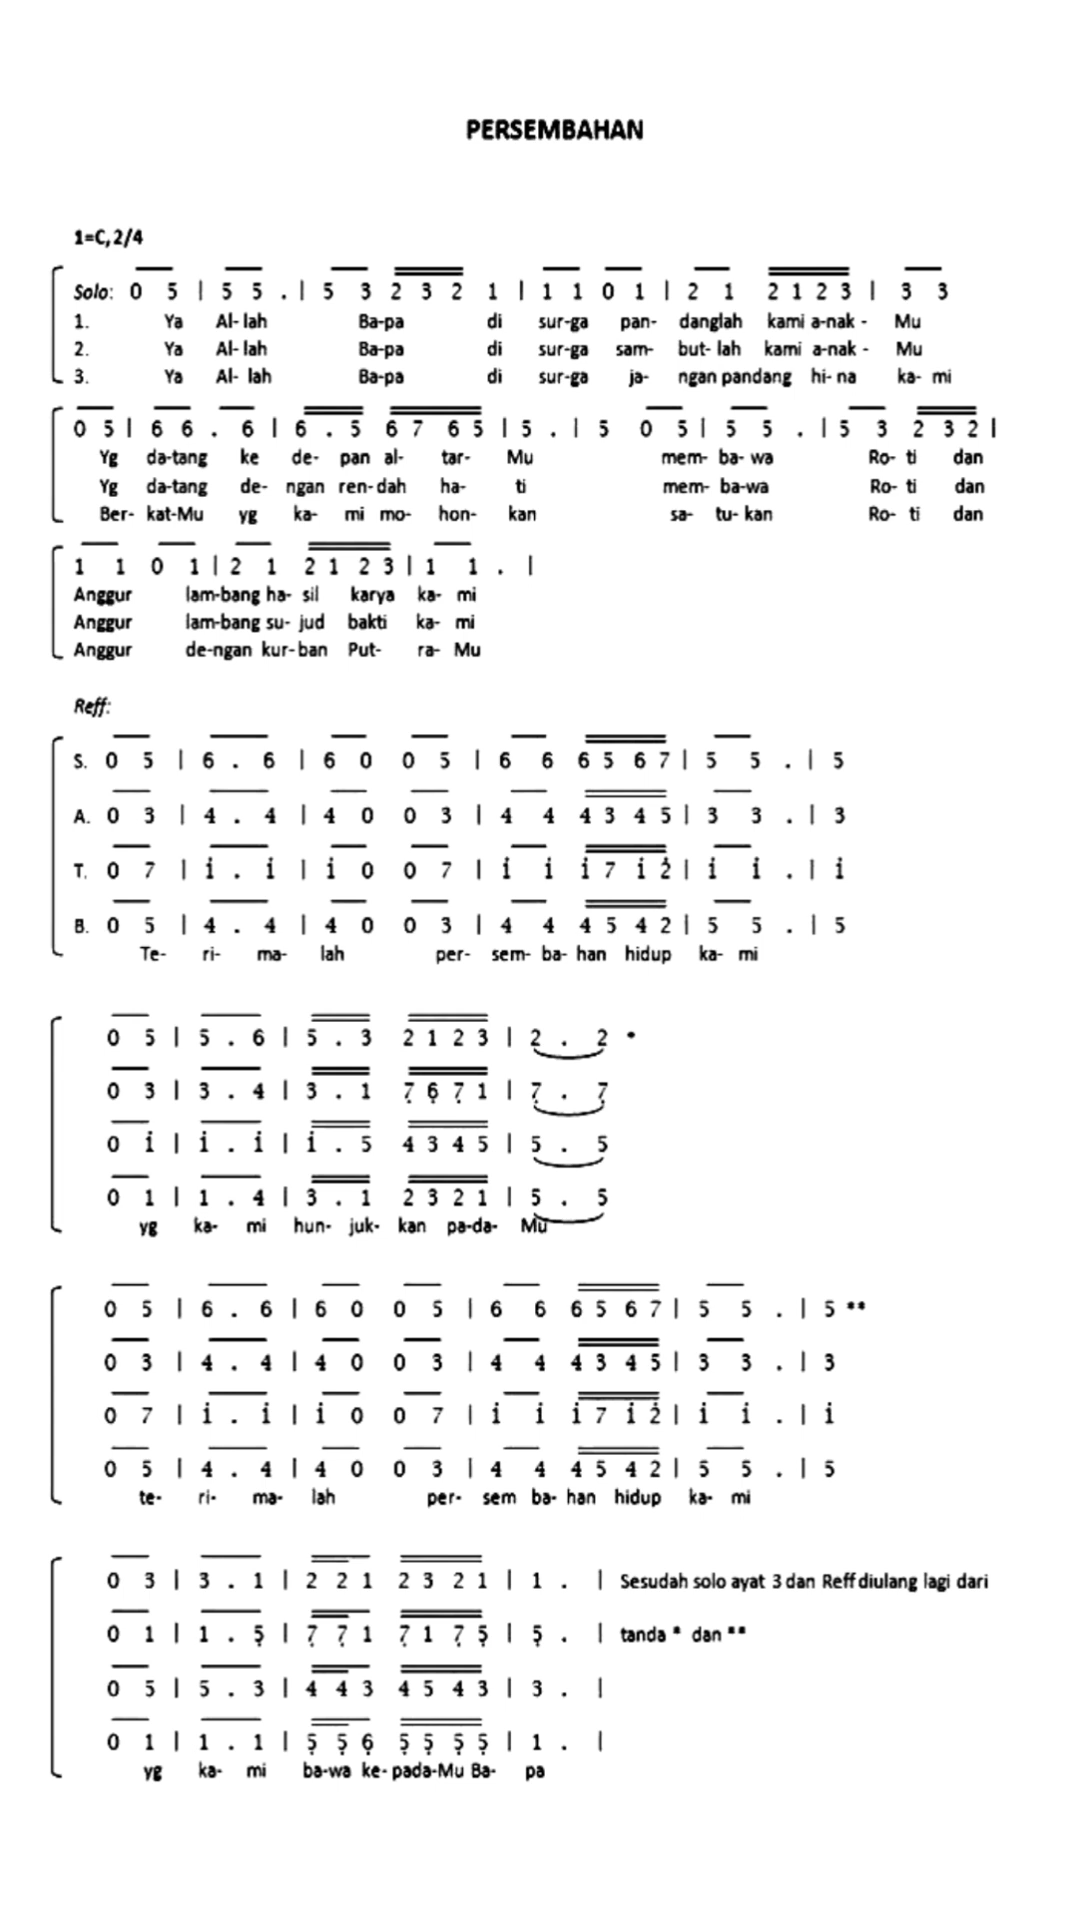 PERSEMBAHAN
1=C, 2/4
Solo: 0 5 | 5 5 . | 5 3 2 3 2 1 | 1 1 0 1 | 2 1 2 1 2 3 | 3 3
1. Ya Al- lah Ba-pa di sur-ga pan- danglah kami a-nak - Mu
2. Ya Al- lah Ba-pa di sur-ga sam- but- lah kami a-nak - Mu
3. Ya Al- lah Ba-pa di sur-ga ja- ngan pandang hi- na ka- mi
0 5 | 6 6 . 6 | 6 . 5 6 7 6 5 | 5 . | 5 0 5 | 5 5 . | 5 3 2 3 2 |
Yg da-tang ke de- pan al- tar- Mu mem- ba- wa Ro- ti dan
Yg da-tang de- ngan ren- dah ha- ti mem- ba-wa Ro- ti dan
Ber- kat-Mu yg ka- mi mo- hon- kan sa- tu- kan Ro- ti dan
1 1 0 1 | 2 1 2 1 2 3 | 1 1 . |
Anggur lam-bang ha- sil karya ka- mi
Anggur lam-bang su- jud bakti ka- mi
Anggur de-ngan kur-ban Put- ra- Mu
Reff:
S. 0 5 | 6 . 6 | 6 0 0 5 | 6 6 6 5 6 7 | 5 5 . | 5
A. 0 3 | 4 . 4 | 4 0 0 3 | 4 4 4 3 4 5 | 3 3 . | 3
T. 0 7 | i . i | i 0 0 7 | i i i 7 i 2̇ | i i . | i
B. 0 5 | 4 . 4 | 4 0 0 3 | 4 4 4 5 4 2 | 5 5 . | 5
Te- ri- ma- lah per- sem- ba- han hidup ka- mi
0 5 | 5 . 6 | 5 . 3 2 1 2 3 | 2 . 2 *
0 3 | 3 . 4 | 3 . 1 7̣ 6̣ 7̣ 1 | 7̣ . 7̣
0 i | i . i | i . 5 4 3 4 5 | 5 . 5
0 1 | 1 . 4 | 3 . 1 2 3 2 1 | 5 . 5
yg ka- mi hun- juk- kan pa-da- Mu
0 5 | 6 . 6 | 6 0 0 5 | 6 6 6 5 6 7 | 5 5 . | 5 **
0 3 | 4 . 4 | 4 0 0 3 | 4 4 4 3 4 5 | 3 3 . | 3
0 7 | i . i | i 0 0 7 | i i i 7 i 2̇ | i i . | i
0 5 | 4 . 4 | 4 0 0 3 | 4 4 4 5 4 2 | 5 5 . | 5
te- ri- ma- lah per- sem ba- han hidup ka- mi
0 3 | 3 . 1 | 2 2 1 2 3 2 1 | 1 . | Sesudah solo ayat 3 dan Reff diulang lagi dari
0 1 | 1 . 5̣ | 7̣ 7̣ 1 7̣ 1 7̣ 5̣ | 5̣ . | tanda * dan **
0 5 | 5 . 3 | 4 4 3 4 5 4 3 | 3 . |
0 1 | 1 . 1 | 5̣ 5̣ 6̣ 5̣ 5̣ 5̣ 5̣ | 1 . |
yg ka- mi ba-wa ke- pada-Mu Ba- pa